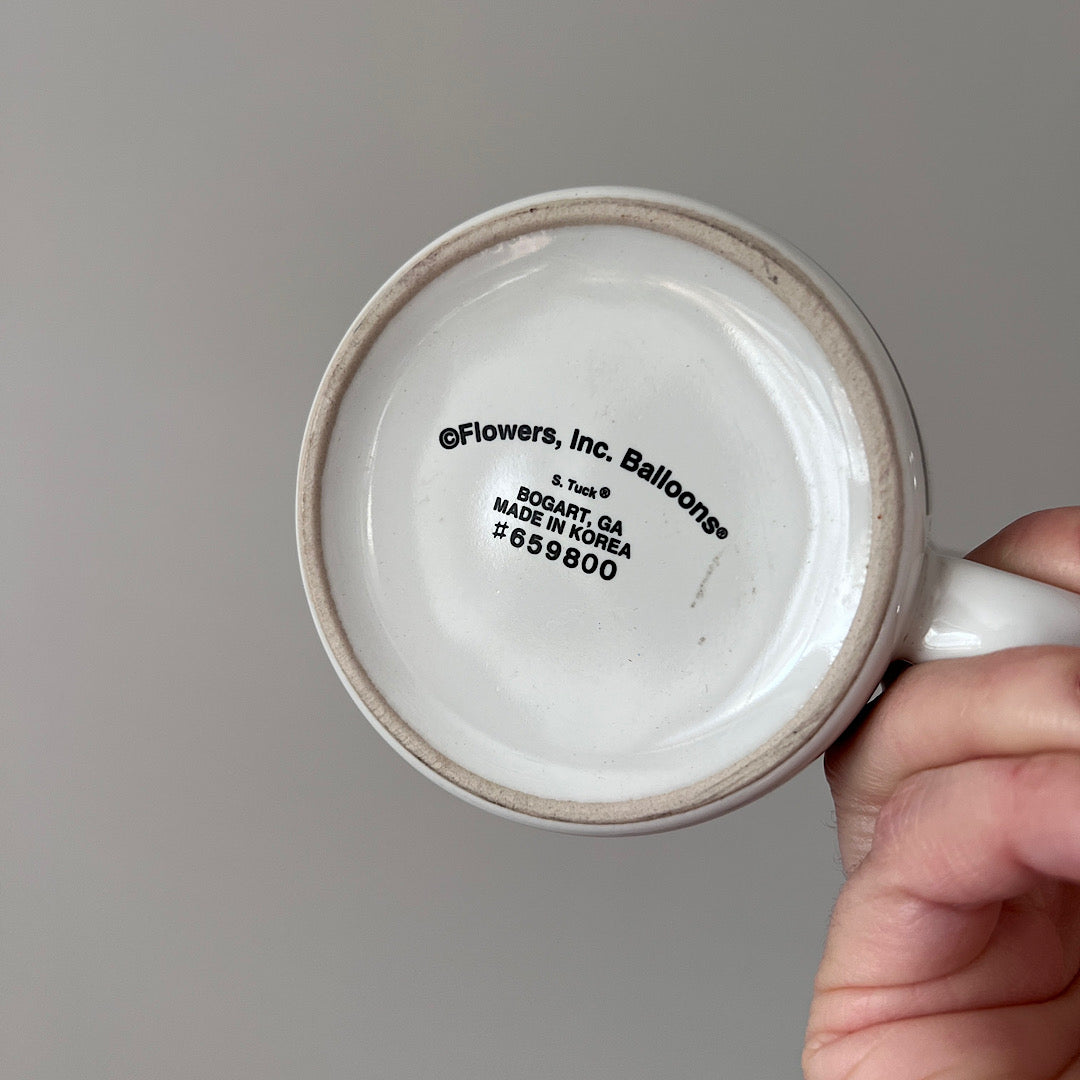 ©Flowers, Inc. Balloons®
S. Tuck®
BOGART, GA
MADE IN KOREA
#659800